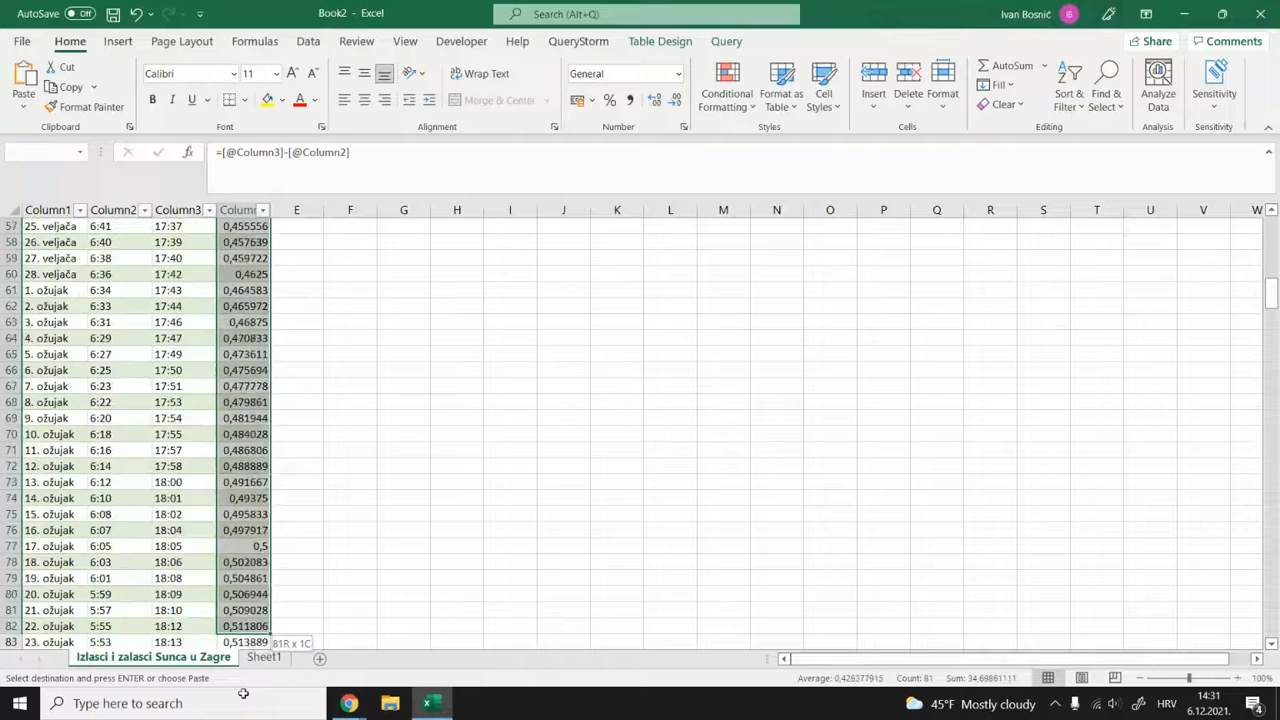 AutoSave Off Book2 - Excel Search (Alt+Q) Ivan Bosnić
File Home Insert Page Layout Formulas Data Review View Developer Help QueryStorm Table Design Query Share Comments
Paste Cut Copy Format Painter Clipboard
Calibri 11 B I U Font
Wrap Text Merge & Center Alignment
General % Number
Conditional Formatting Format as Table Cell Styles Styles
Insert Delete Format Cells
AutoSum Fill Clear Sort & Filter Find & Select Editing
Analyze Data Analysis
Sensitivity Sensitivity
fx =[@Column3]-[@Column2]
Column1 Column2 Column3 Column E F G H I J K L M N O P Q R S T U V W
57 25. veljača 6:41 17:37 0,455556
58 26. veljača 6:40 17:39 0,457639
59 27. veljača 6:38 17:40 0,459722
60 28. veljača 6:36 17:42 0,4625
61 1. ožujak 6:34 17:43 0,464583
62 2. ožujak 6:33 17:44 0,465972
63 3. ožujak 6:31 17:46 0,46875
64 4. ožujak 6:29 17:47 0,470833
65 5. ožujak 6:27 17:49 0,473611
66 6. ožujak 6:25 17:50 0,475694
67 7. ožujak 6:23 17:51 0,477778
68 8. ožujak 6:22 17:53 0,479861
69 9. ožujak 6:20 17:54 0,481944
70 10. ožujak 6:18 17:55 0,484028
71 11. ožujak 6:16 17:57 0,486806
72 12. ožujak 6:14 17:58 0,488889
73 13. ožujak 6:12 18:00 0,491667
74 14. ožujak 6:10 18:01 0,49375
75 15. ožujak 6:08 18:02 0,495833
76 16. ožujak 6:07 18:04 0,497917
77 17. ožujak 6:05 18:05 0,5
78 18. ožujak 6:03 18:06 0,502083
79 19. ožujak 6:01 18:08 0,504861
80 20. ožujak 5:59 18:09 0,506944
81 21. ožujak 5:57 18:10 0,509028
82 22. ožujak 5:55 18:12 0,511806
83 23. ožujak 5:53 18:13 0,513889 81R x 1C
Izlasci i zalasci Sunca u Zagre Sheet1
Select destination and press ENTER or choose Paste Average: 0,428377915 Count: 81 Sum: 34,69861111 100%
Type here to search 45°F Mostly cloudy HRV 14:31
6.12.2021. 4